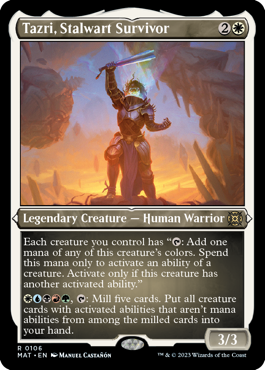 Tazri, Stalwart Survivor 2
Legendary Creature — Human Warrior
Each creature you control has “: Add one
mana of any of this creature's colors. Spend
this mana only to activate an ability of a
creature. Activate only if this creature has
another activated ability.”
, : Mill five cards. Put all creature
cards with activated abilities that aren't mana
abilities from among the milled cards into
your hand.
3/3
R 0106
MAT • EN MANUEL CASTAÑÓN
™ & © 2023 Wizards of the Coast